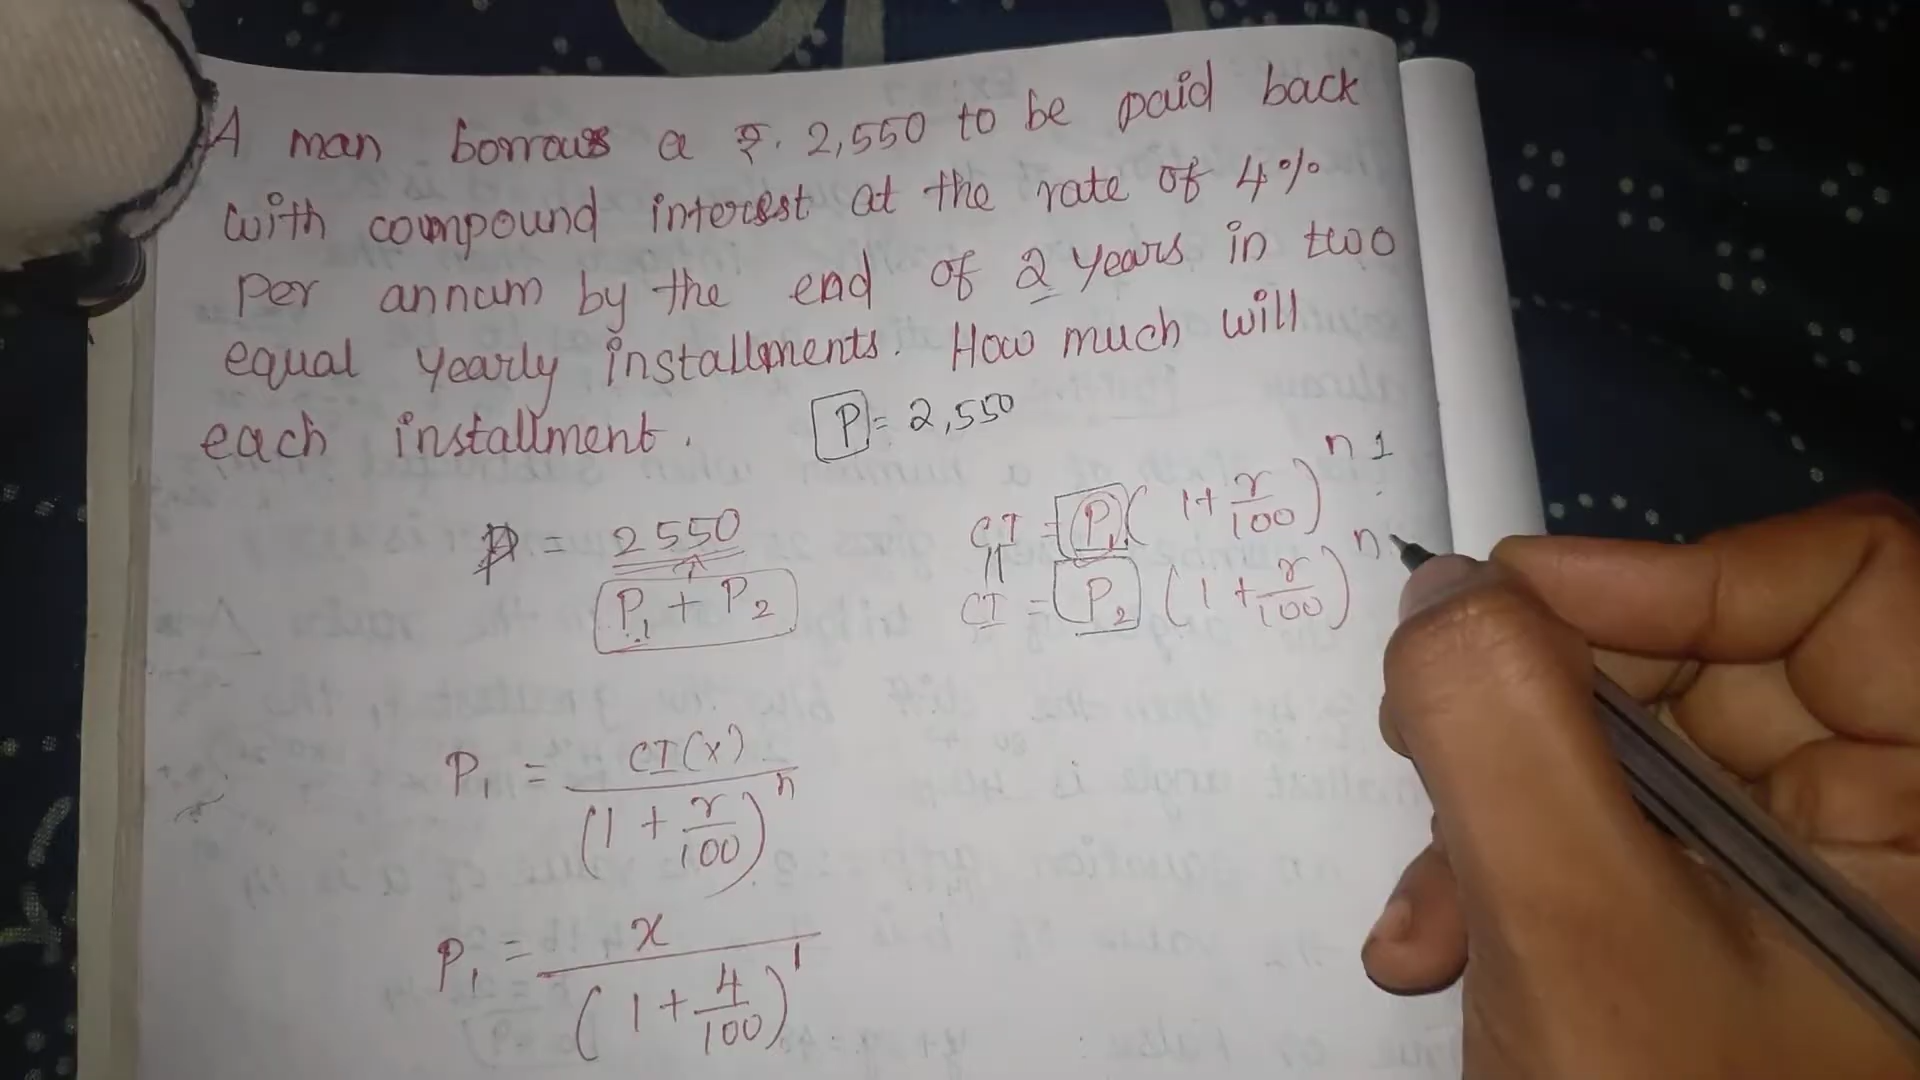 A man borrows a ₹. 2,550 to be paid back
with compound interest at the rate of 4%
Per annum by the end of 2 years in two
equal yearly installments. How much will
each installment.
P = 2,550
P = 2550
P₁ + P₂
CI = P₁(1 + r/100)^n 1
CI = P₂(1 + r/100)^n
P₁ = CI(x) / (1 + r/100)^n
P₁ = x / (1 + 4/100)^1